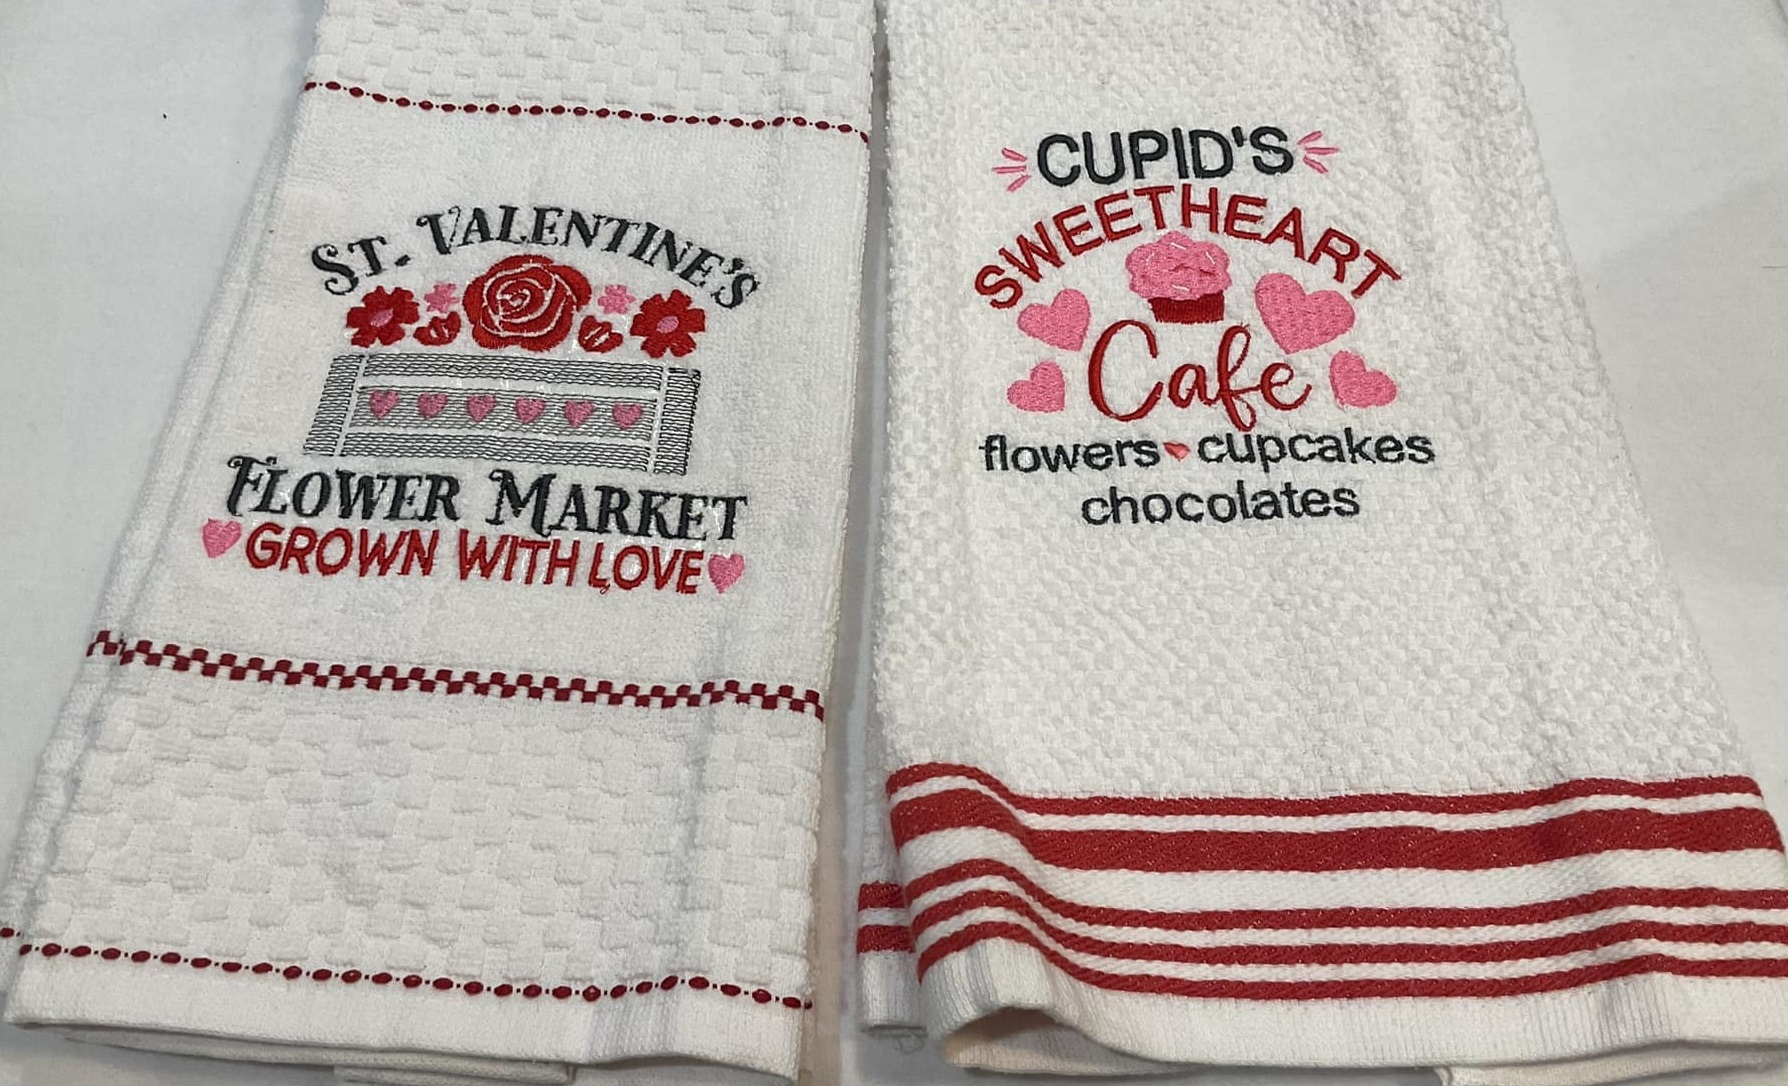 ST. VALENTINE'S
FLOWER MARKET
GROWN WITH LOVE
CUPID'S
SWEETHEART
Cafe
flowers cupcakes
chocolates